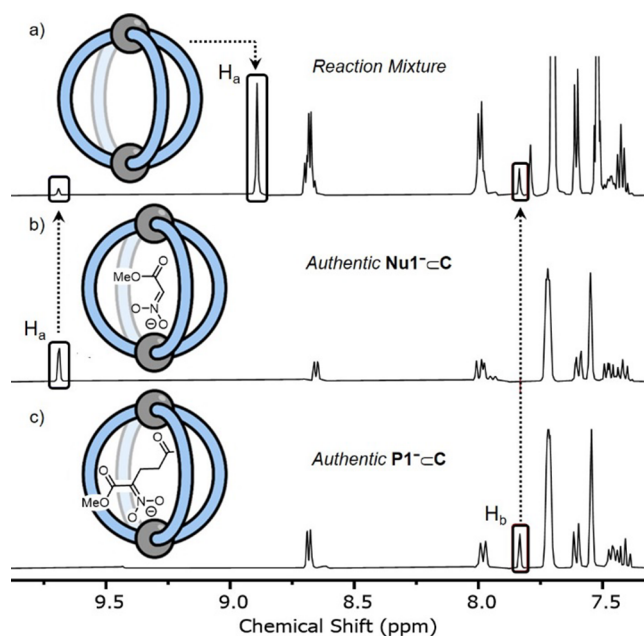 a)
Hₐ
Reaction Mixture
b)
Hₐ
MeO
O
O
N
O
⊖
Authentic Nu1⁻⊂C
c)
O
O
MeO
N
O
O
⊖
Authentic P1⁻⊂C
H_b
9.5 9.0 8.5 8.0 7.5
Chemical Shift (ppm)